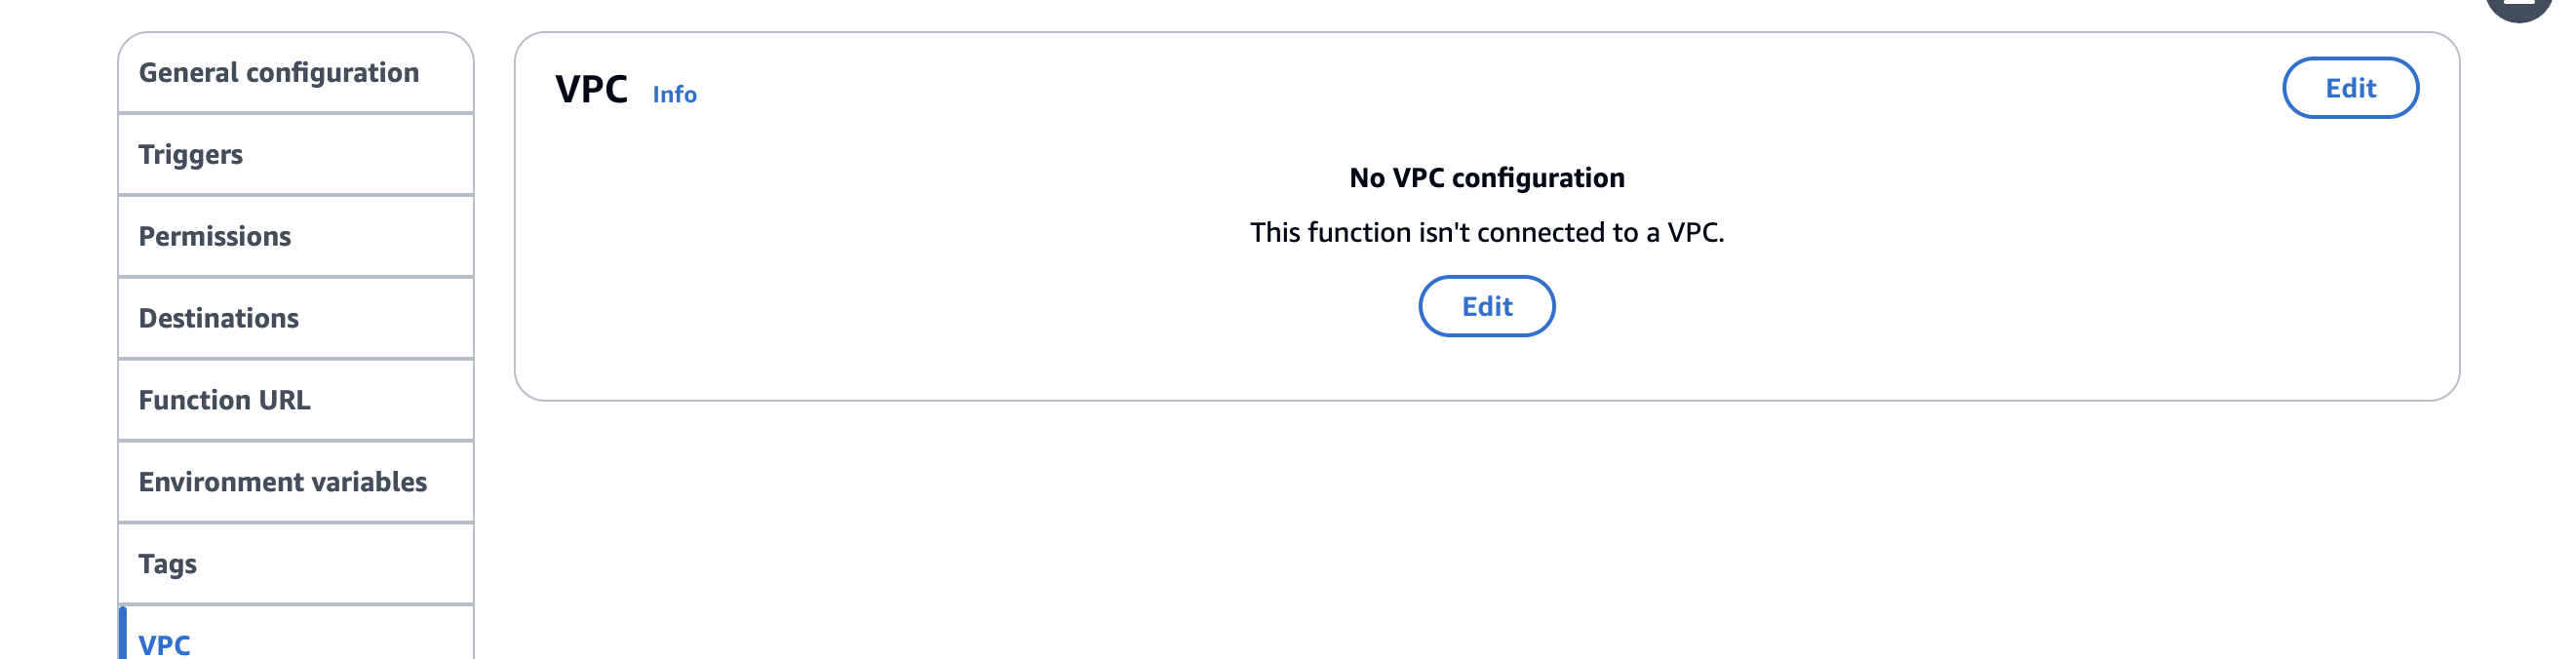 General configuration
Triggers
Permissions
Destinations
Function URL
Environment variables
Tags
VPC
VPC Info
Edit
No VPC configuration
This function isn't connected to a VPC.
Edit